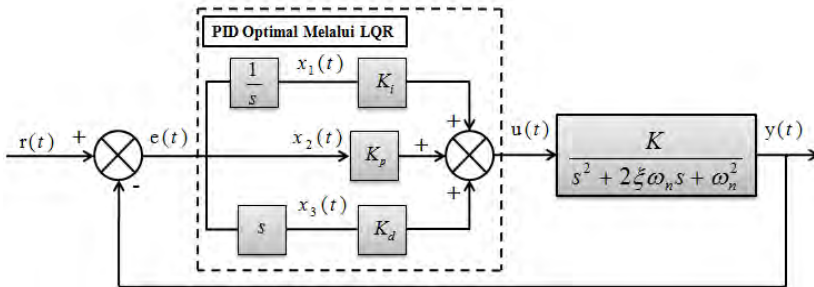 PID Optimal Melalui LQR
1/s
x₁(t)
Kᵢ
+
r(t)
+
e(t)
x₂(t)
Kₚ
+
u(t)
K / (s² + 2ξωₙs + ωₙ²)
y(t)
-
+
s
x₃(t)
K_d